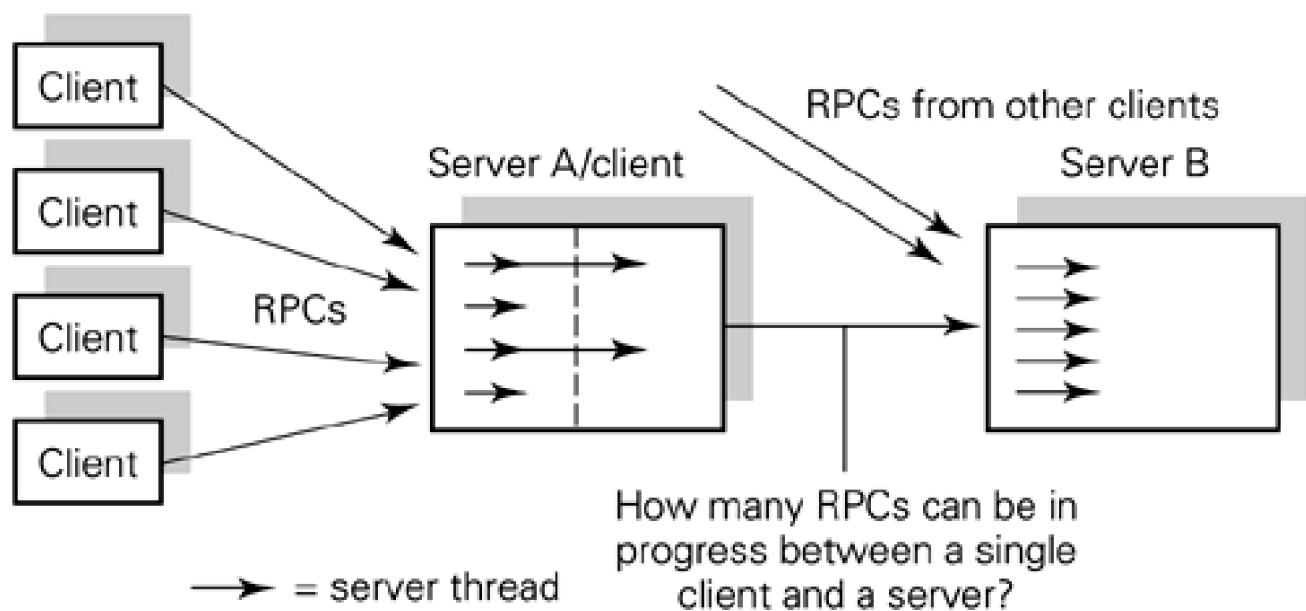 Client
Client
Client
Client
RPCs
Server A/client
RPCs from other clients
Server B
How many RPCs can be in
progress between a single
client and a server?
= server thread